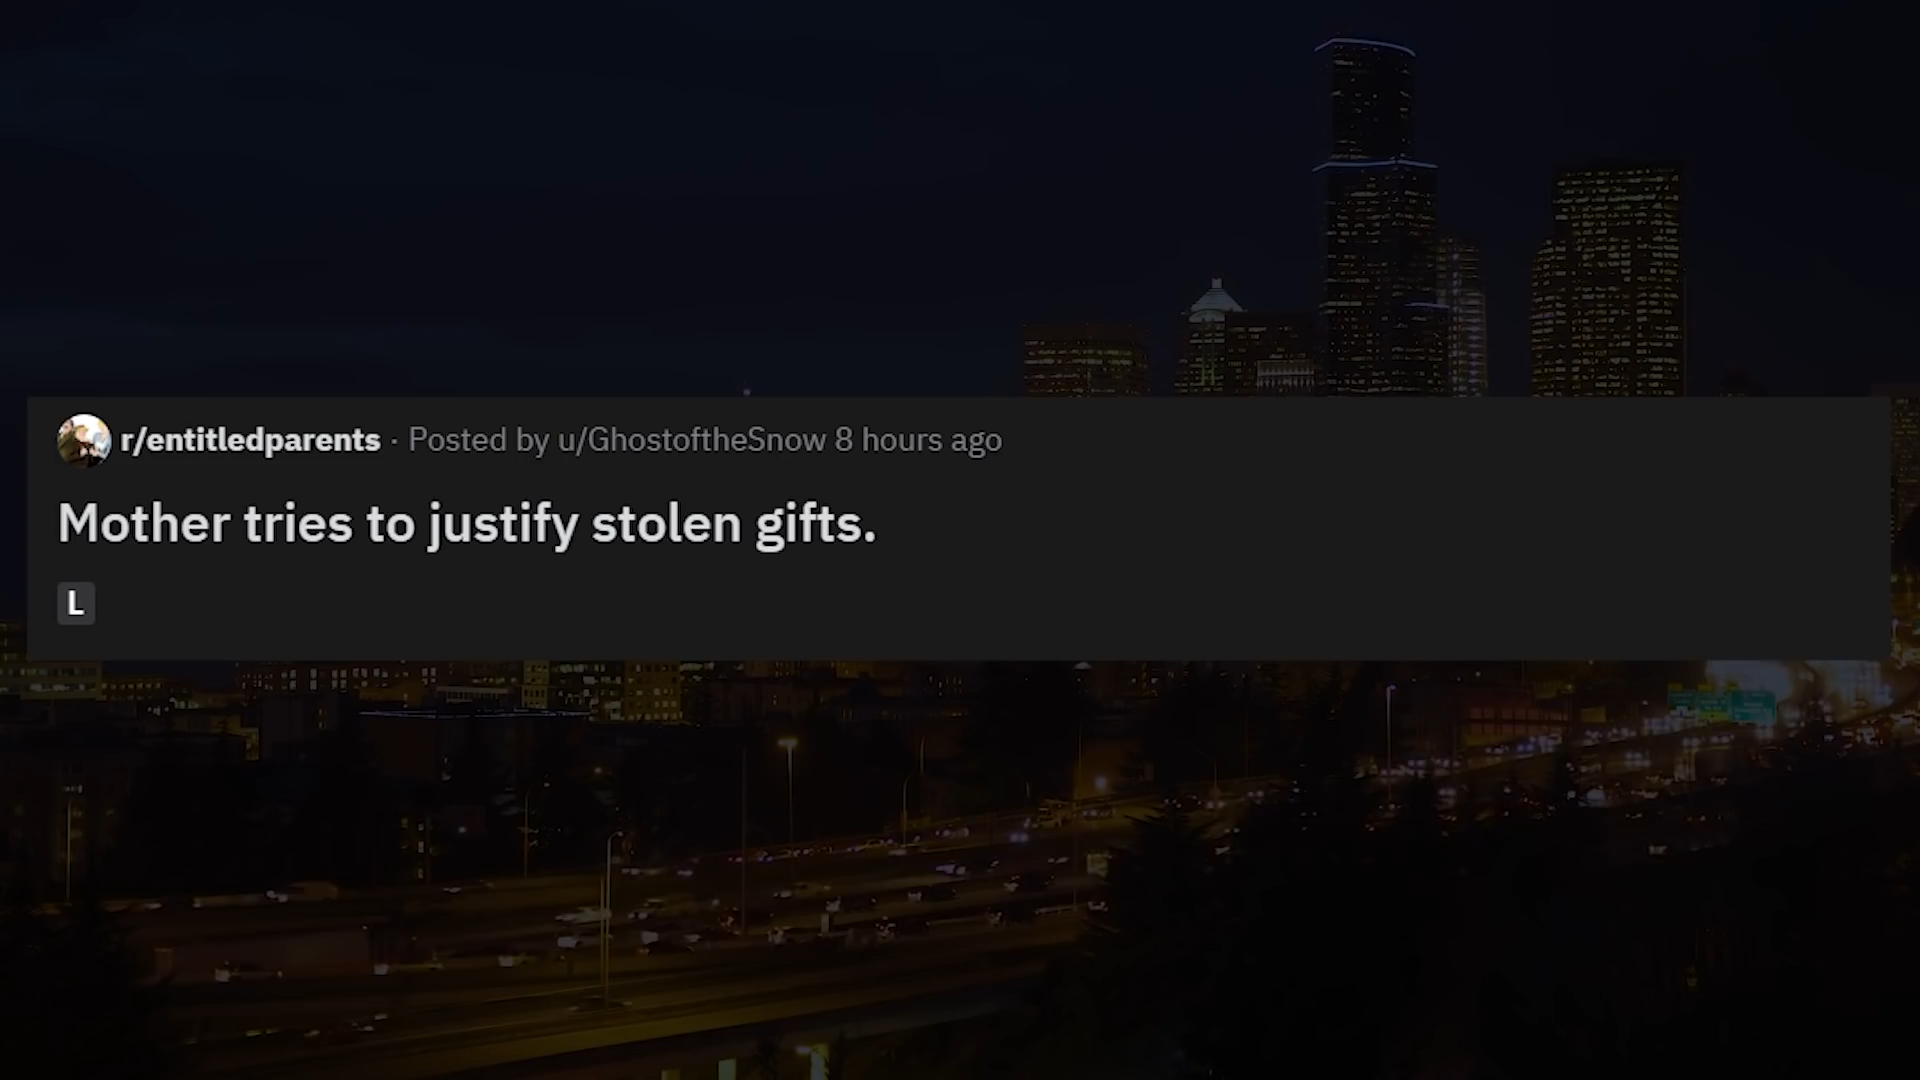 r/entitledparents · Posted by u/GhostoftheSnow 8 hours ago
Mother tries to justify stolen gifts.
L